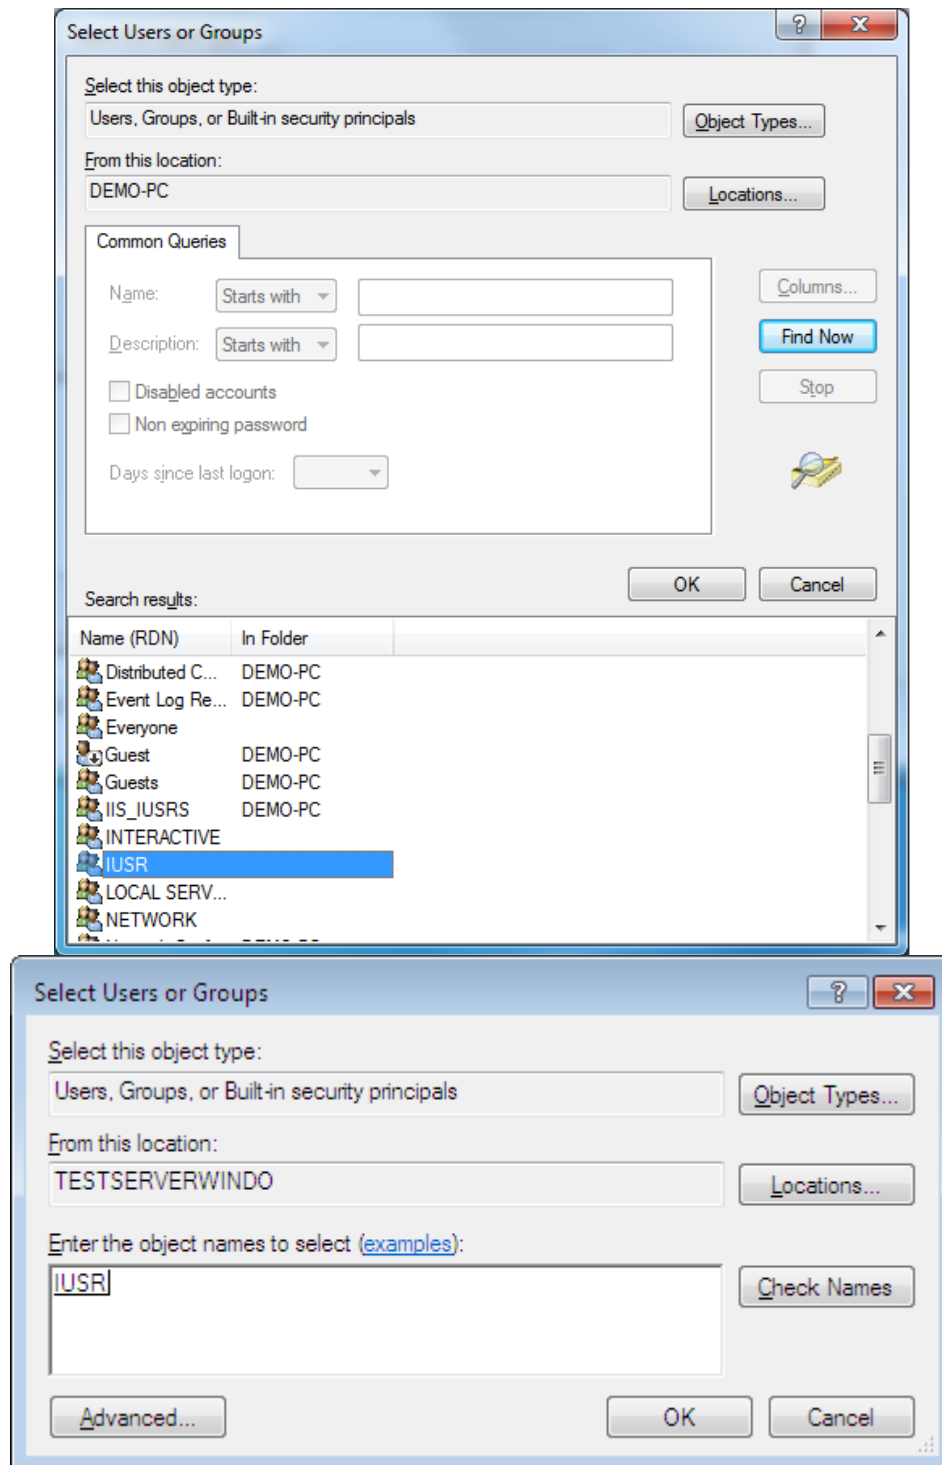 Select Users or Groups
Select this object type:
Users, Groups, or Built-in security principals
Object Types...
From this location:
DEMO-PC
Locations...
Common Queries
Name:
Starts with
Columns...
Description:
Starts with
Find Now
Disabled accounts
Stop
Non expiring password
Days since last logon:
OK
Cancel
Search results:
Name (RDN) In Folder
Distributed C... DEMO-PC
Event Log Re... DEMO-PC
Everyone
Guest DEMO-PC
Guests DEMO-PC
IIS_IUSRS DEMO-PC
INTERACTIVE
IUSR
LOCAL SERV...
NETWORK
Select Users or Groups
Select this object type:
Users, Groups, or Built-in security principals
Object Types...
From this location:
TESTSERVERWINDO
Locations...
Enter the object names to select (examples):
IUSR
Check Names
Advanced...
OK
Cancel